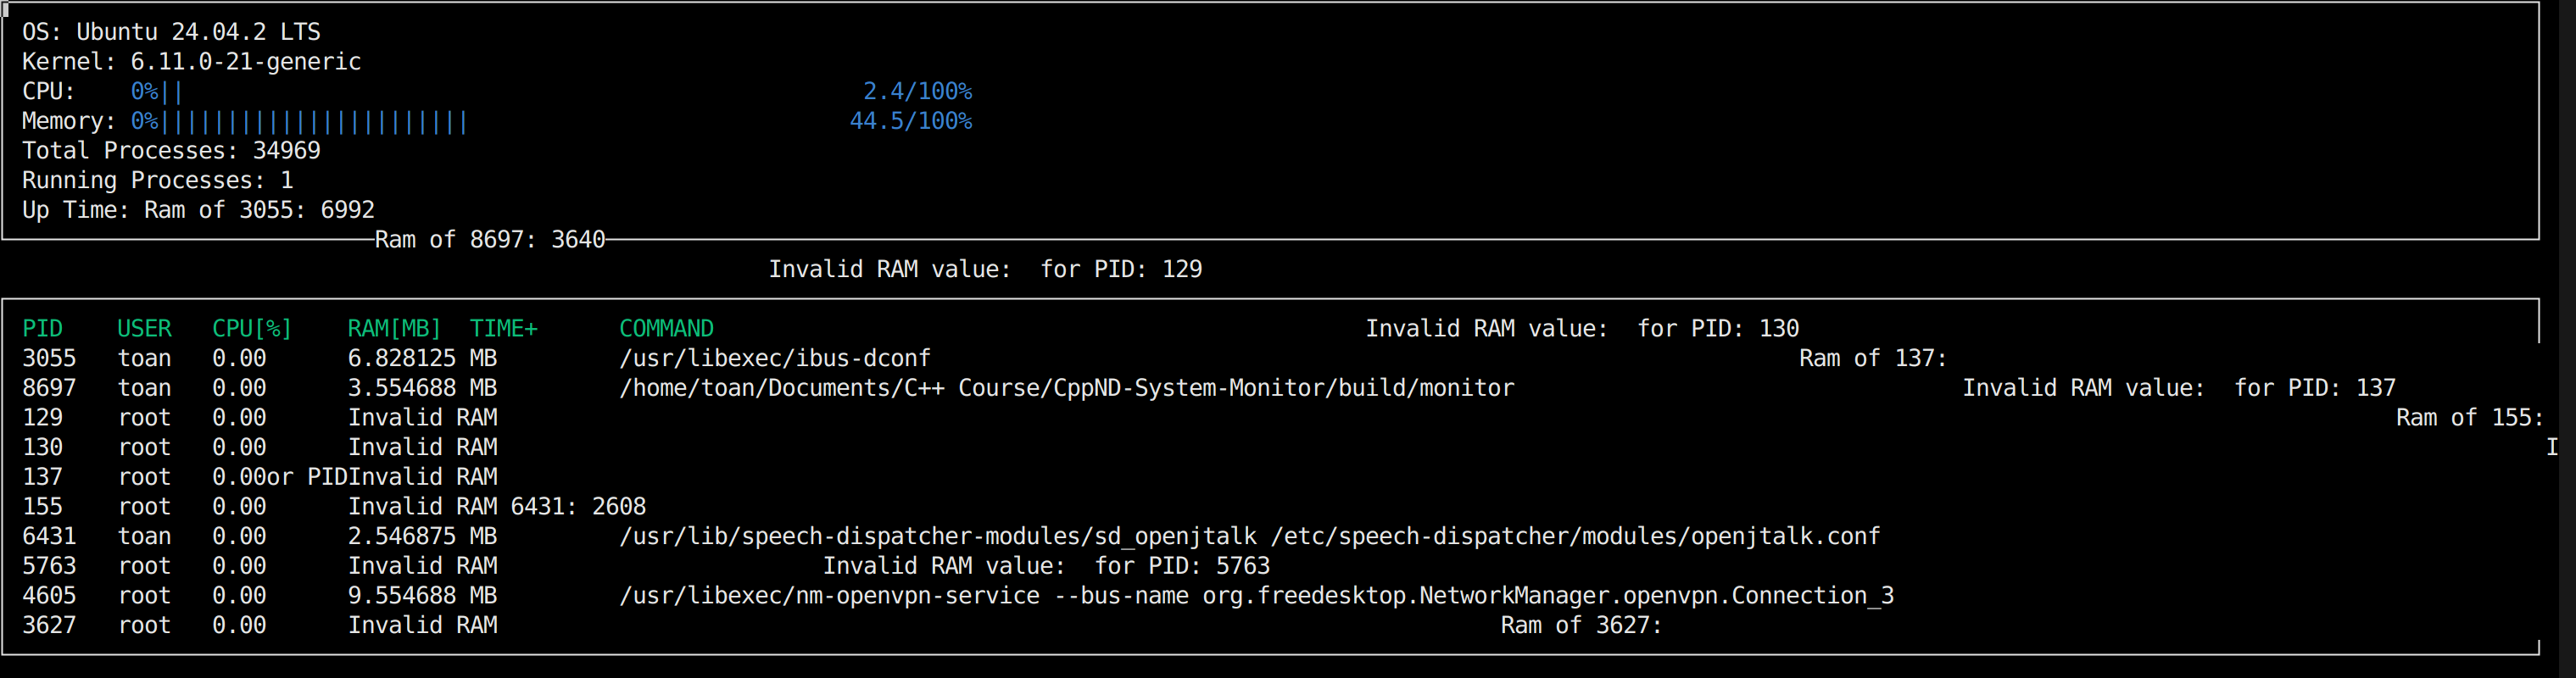 OS: Ubuntu 24.04.2 LTS
Kernel: 6.11.0-21-generic
CPU: 0%|| 2.4/100%
Memory: 0%||||||||||||||||||||||| 44.5/100%
Total Processes: 34969
Running Processes: 1
Up Time: Ram of 3055: 6992
Ram of 8697: 3640
Invalid RAM value:  for PID: 129
PID USER CPU[%] RAM[MB] TIME+ COMMAND Invalid RAM value:  for PID: 130
3055 toan 0.00 6.828125 MB /usr/libexec/ibus-dconf Ram of 137:
8697 toan 0.00 3.554688 MB /home/toan/Documents/C++ Course/CppND-System-Monitor/build/monitor Invalid RAM value:  for PID: 137
129 root 0.00 Invalid RAM Ram of 155:
130 root 0.00 Invalid RAM I
137 root 0.00or PIDInvalid RAM
155 root 0.00 Invalid RAM 6431: 2608
6431 toan 0.00 2.546875 MB /usr/lib/speech-dispatcher-modules/sd_openjtalk /etc/speech-dispatcher/modules/openjtalk.conf
5763 root 0.00 Invalid RAM Invalid RAM value:  for PID: 5763
4605 root 0.00 9.554688 MB /usr/libexec/nm-openvpn-service --bus-name org.freedesktop.NetworkManager.openvpn.Connection_3
3627 root 0.00 Invalid RAM Ram of 3627: